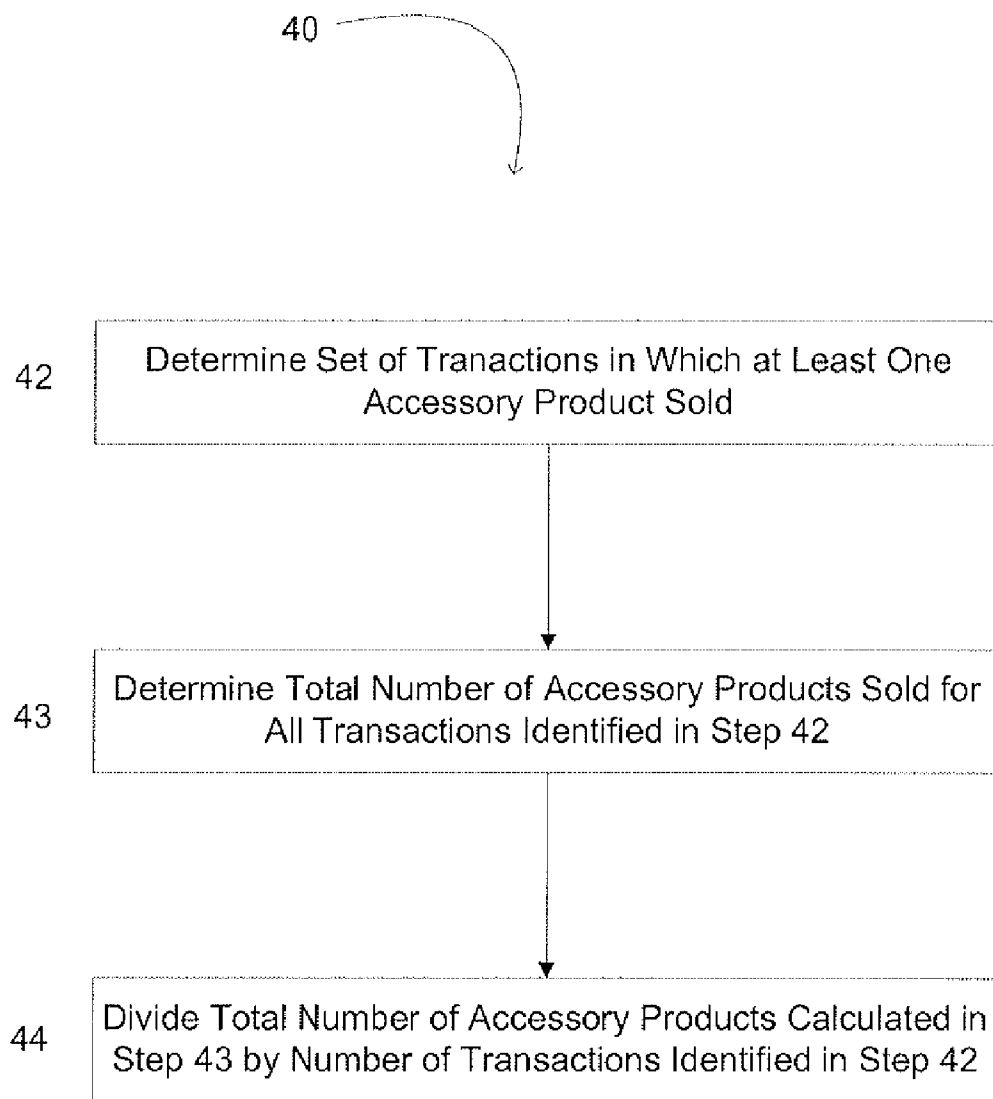 40
42
Determine Set of Tranactions in Which at Least One
Accessory Product Sold
43
Determine Total Number of Accessory Products Sold for
All Transactions Identified in Step 42
44
Divide Total Number of Accessory Products Calculated in
Step 43 by Number of Transactions Identified in Step 42